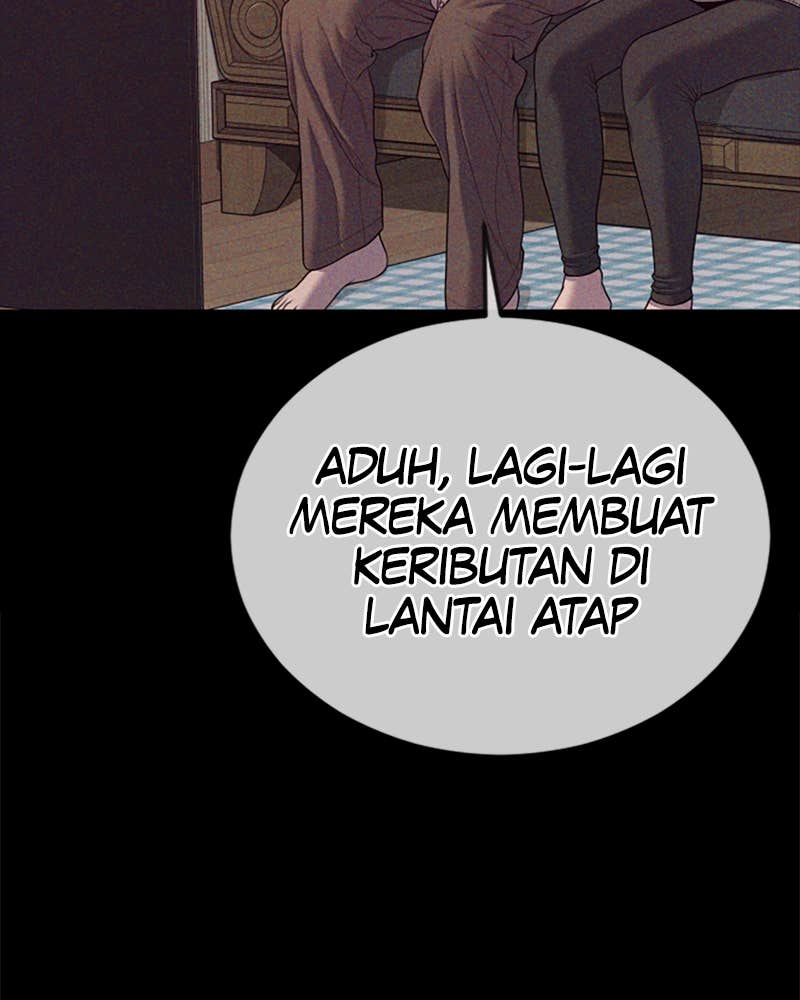 ADUH, LAGI-LAGI
MEREKA MEMBUAT
KERIBUTAN DI
LANTAI ATAP